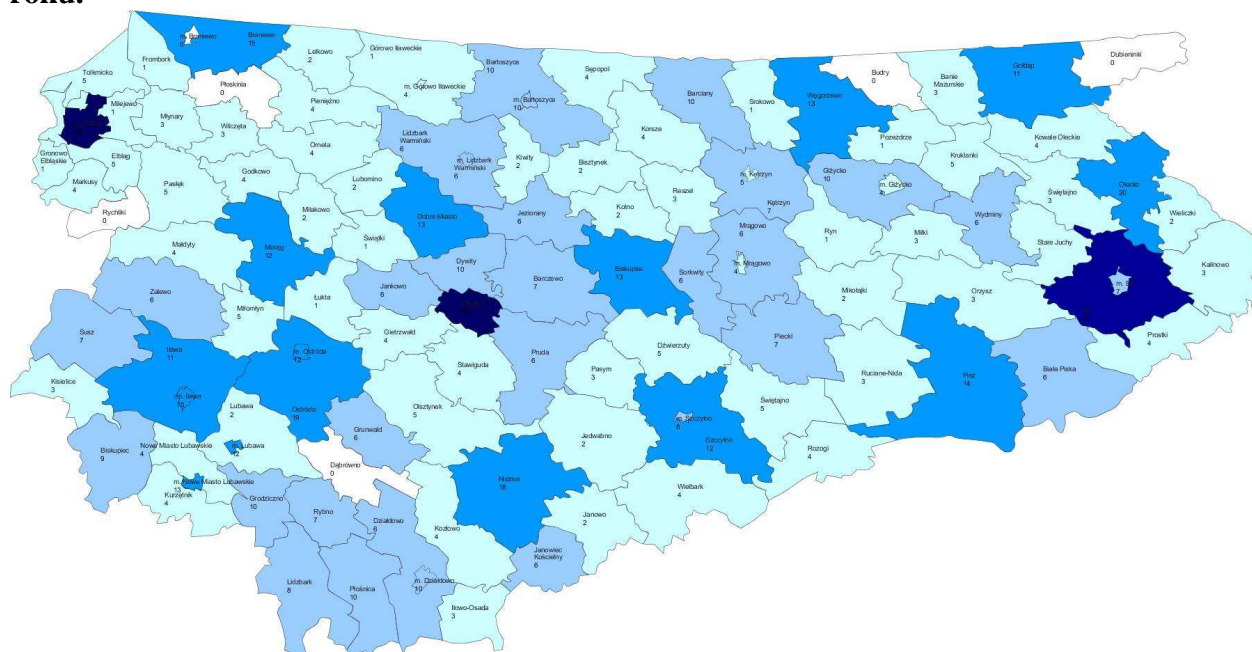 roku.
m. Braniewo
0
Braniewo
15
Lelkowo
2
Górowo Iławeckie
1
Bartoszyce
10
Sępopol
4
Barciany
10
Srokowo
1
Węgorzewo
13
Budry
0
Banie
Mazurskie
3
Gołdap
11
Dubieninki
0
Frombork
1
Tolkmicko
5
Płoskinia
0
Pieniężno
4
m. Górowo Iławeckie
4
m. Bartoszyce
10
Korsze
4
Pozezdrze
1
Kowale Oleckie
4
Milejewo
1
Młynary
3
Wilczęta
3
Orneta
4
Lidzbark
Warmiński
6
m. Lidzbark
Warmiński
6
Kiwity
2
Bisztynek
2
Reszel
3
m. Kętrzyn
5
Kętrzyn
7
Giżycko
10
m. Giżycko
4
Kruklanki
5
Świętajno
3
Olecko
20
Wieliczki
2
Gronowo
Elbląskie
1
Elbląg
5
Markusy
4
Pasłęk
5
Godkowo
4
Lubomino
2
Miłakowo
2
Dobre Miasto
13
Jeziorany
6
Kolno
2
Mrągowo
6
m. Mrągowo
4
Ryn
1
Miłki
3
Wydminy
6
Stare Juchy
1
Kalinowo
3
Rychliki
0
Małdyty
4
Morąg
12
Świątki
1
Dywity
10
Barczewo
7
Biskupiec
13
Sorkwity
6
Mikołajki
2
Orzysz
3
m. Ełk
7
Prostki
4
Zalewo
6
Miłomłyn
5
Łukta
1
Jonkowo
6
Gietrzwałd
4
Stawiguda
4
Pruda
6
Pasym
4
Dźwierzuty
5
Piecki
7
Ruciane-Nida
3
Pisz
14
Biała Piska
6
Susz
7
Iława
11
m. Iława
15
m. Ostróda
12
Ostróda
19
Kisielice
3
Lubawa
2
m. Lubawa
12
Grunwald
6
Olsztynek
5
Jedwabno
2
m. Szczytno
8
Szczytno
12
Świętajno
5
Rozogi
4
Biskupiec
9
Nowe Miasto Lubawskie
4
m. Nowe Miasto Lubawskie
13
Kurzętnik
4
Dąbrówno
0
Grodziczno
10
Rybno
7
Działdowo
6
Nidzica
18
Wielbark
4
Janowo
2
Kozłowo
4
Janowiec
Kościelny
6
Lidzbark
8
Płośnica
10
m. Działdowo
10
Iłowo-Osada
3